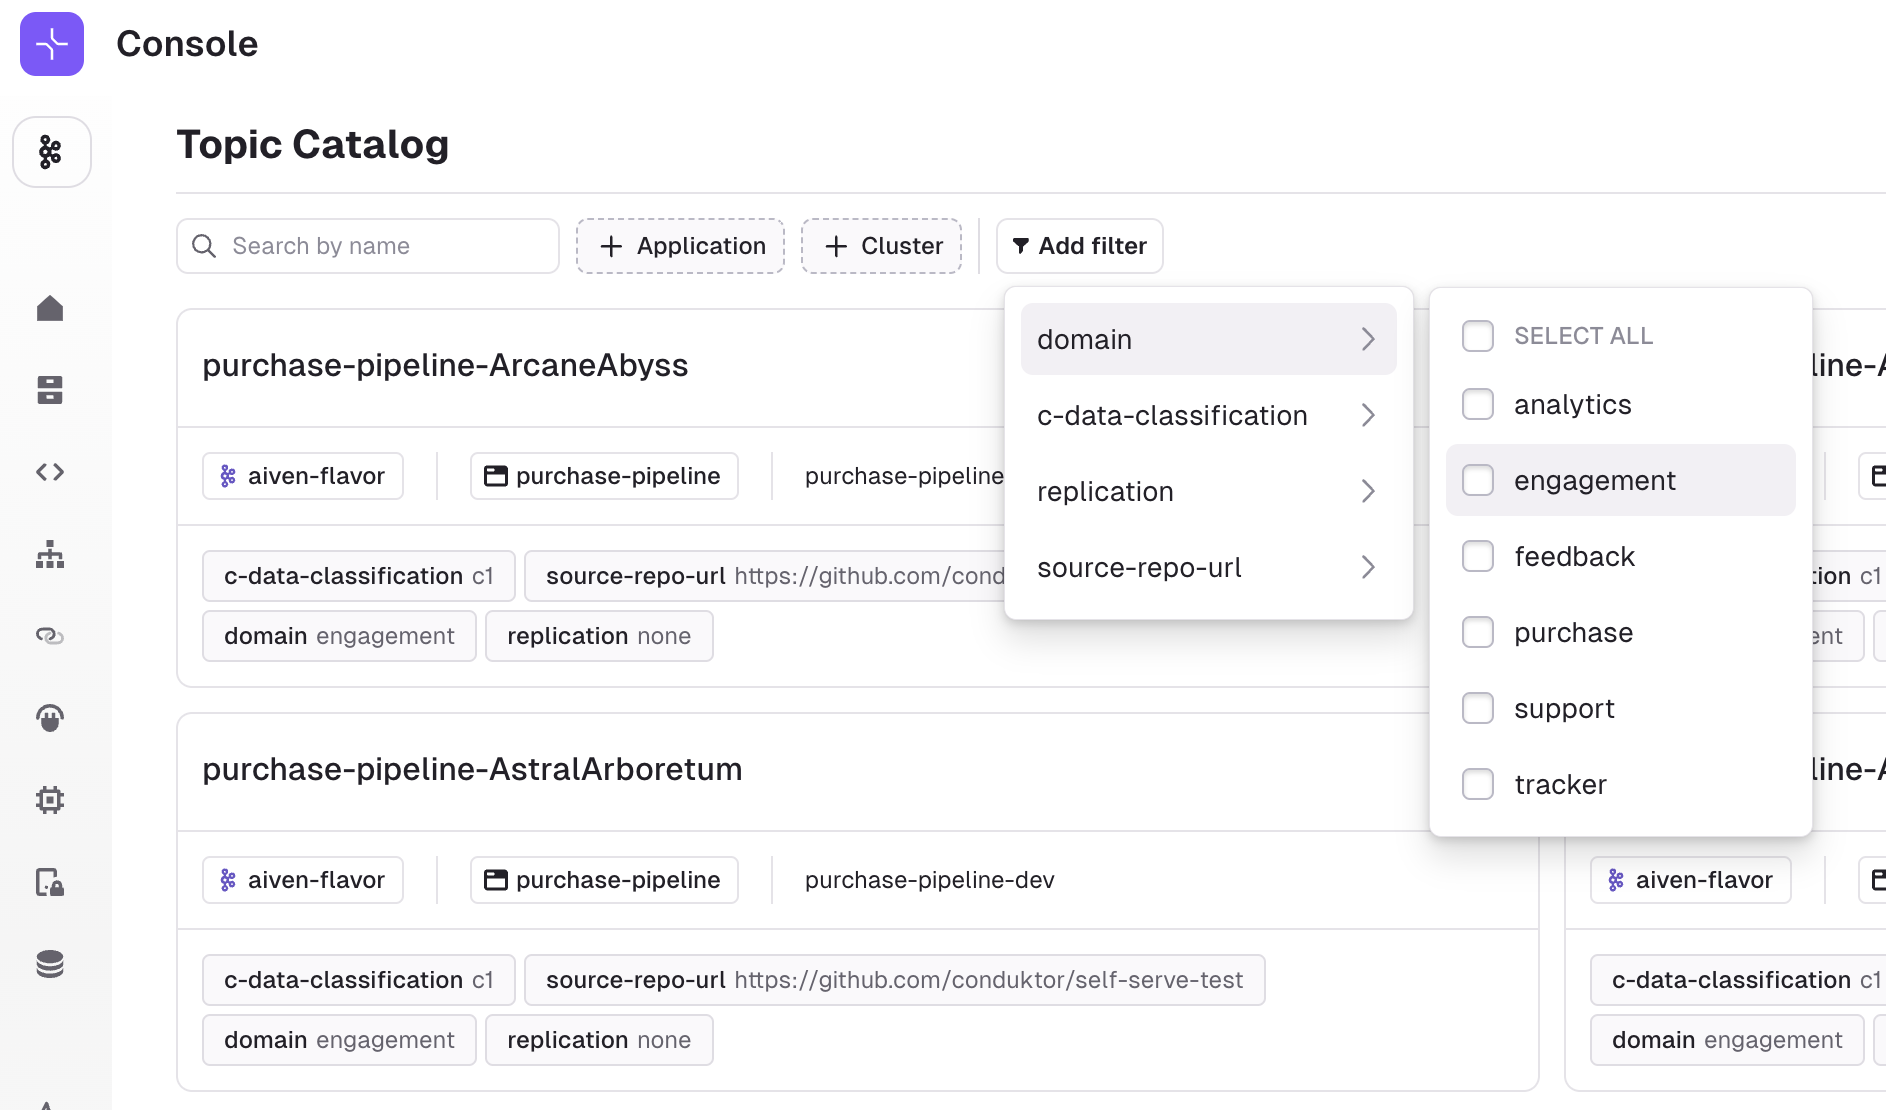 Console
Topic Catalog
Search by name
Application
Cluster
Add filter
domain
c-data-classification
replication
source-repo-url
SELECT ALL
analytics
engagement
feedback
purchase
support
tracker
purchase-pipeline-ArcaneAbyss
line-A
aiven-flavor
purchase-pipeline
purchase-pipeline
c-data-classification c1
source-repo-url https://github.com/cond
tion c1
domain engagement
replication none
ent
purchase-pipeline-AstralArboretum
line-A
aiven-flavor
purchase-pipeline
purchase-pipeline-dev
aiven-flavor
c-data-classification c1
source-repo-url https://github.com/conduktor/self-serve-test
c-data-classification c1
domain engagement
replication none
domain engagement